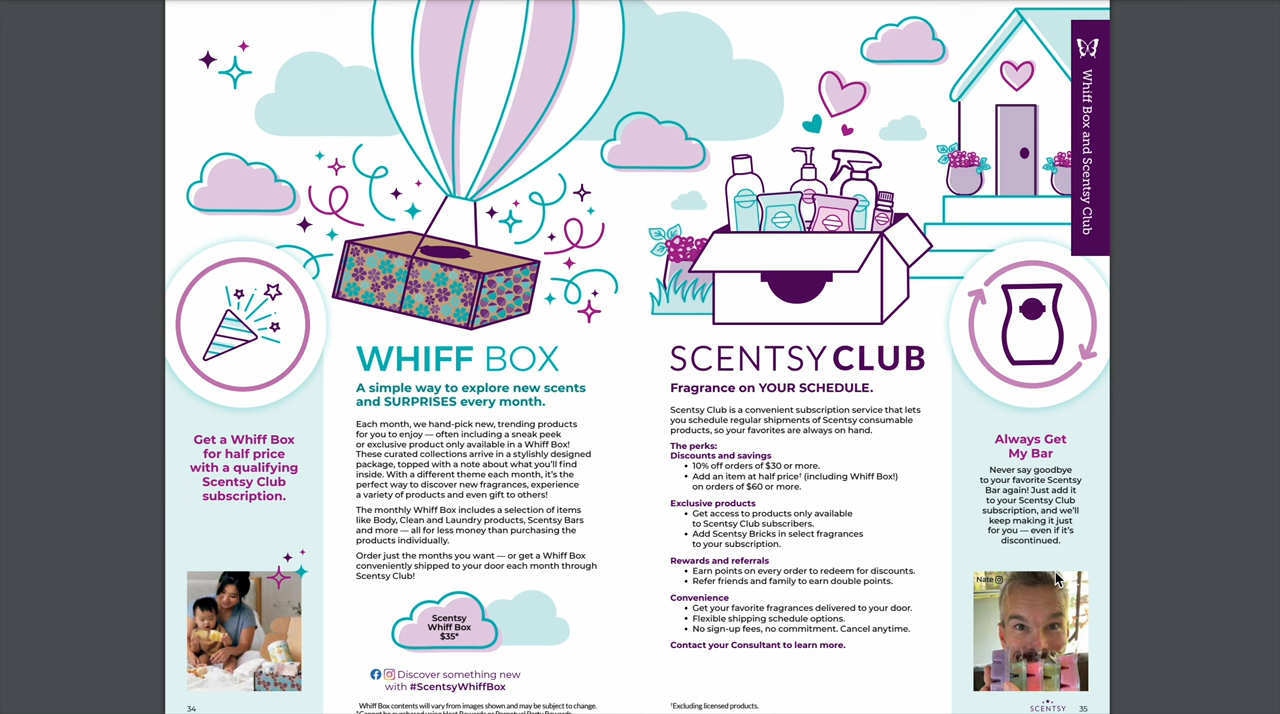 Whiff Box and Scentsy Club
Get a Whiff Box
for half price
with a qualifying
Scentsy Club
subscription.
34
WHIFF BOX
A simple way to explore new scents
and SURPRISES every month.
Each month, we hand-pick new, trending products
for you to enjoy — often including a sneak peek
or exclusive product only available in a Whiff Box!
These curated collections arrive in a stylishly designed
package, topped with a note about what you'll find
inside. With a different theme each month, it's the
perfect way to discover new fragrances, experience
a variety of products and even gift to others!
The monthly Whiff Box includes a selection of items
like Body, Clean and Laundry products, Scentsy Bars
and more — all for less money than purchasing the
products individually.
Order just the months you want — or get a Whiff Box
conveniently shipped to your door each month through
Scentsy Club!
Scentsy
Whiff Box
$35*
Discover something new
with #ScentsyWhiffBox
Whiff Box contents will vary from images shown and may be subject to change.
*Cannot be purchased using Host Rewards or Perpetual Party Rewards.
SCENTSY CLUB
Fragrance on YOUR SCHEDULE.
Scentsy Club is a convenient subscription service that lets
you schedule regular shipments of Scentsy consumable
products, so your favorites are always on hand.
The perks:
Discounts and savings
• 10% off orders of $30 or more.
• Add an item at half price† (including Whiff Box!)
on orders of $60 or more.
Exclusive products
• Get access to products only available
to Scentsy Club subscribers.
• Add Scentsy Bricks in select fragrances
to your subscription.
Rewards and referrals
• Earn points on every order to redeem for discounts.
• Refer friends and family to earn double points.
Convenience
• Get your favorite fragrances delivered to your door.
• Flexible shipping schedule options.
• No sign-up fees, no commitment. Cancel anytime.
Contact your Consultant to learn more.
†Excluding licensed products.
Always Get
My Bar
Never say goodbye
to your favorite Scentsy
Bar again! Just add it
to your Scentsy Club
subscription, and we'll
keep making it just
for you — even if it's
discontinued.
Nate
SCENTSY 35